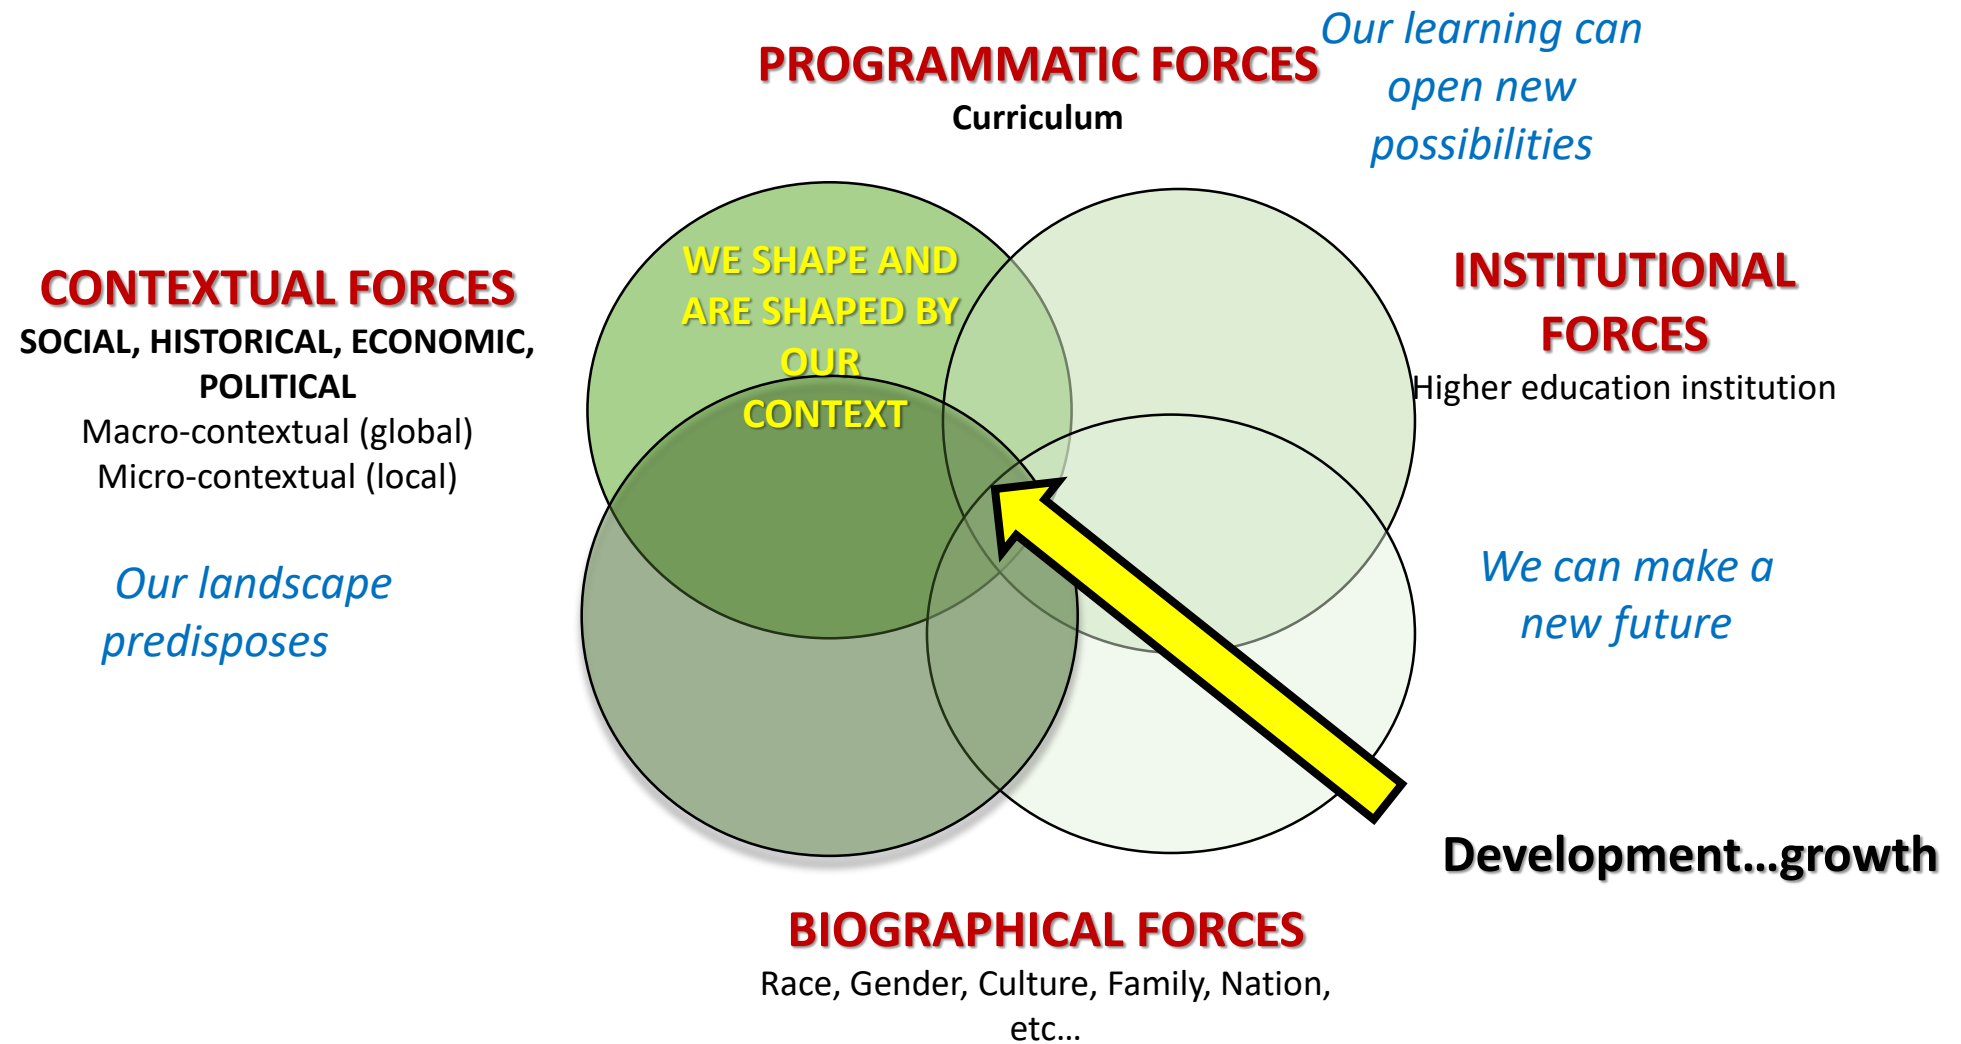 PROGRAMMATIC FORCES
Curriculum
Our learning can
open new
possibilities
CONTEXTUAL FORCES
SOCIAL, HISTORICAL, ECONOMIC,
POLITICAL
Macro-contextual (global)
Micro-contextual (local)
WE SHAPE AND
ARE SHAPED BY
OUR
CONTEXT
INSTITUTIONAL
FORCES
Higher education institution
Our landscape
predisposes
We can make a
new future
Development...growth
BIOGRAPHICAL FORCES
Race, Gender, Culture, Family, Nation,
etc...